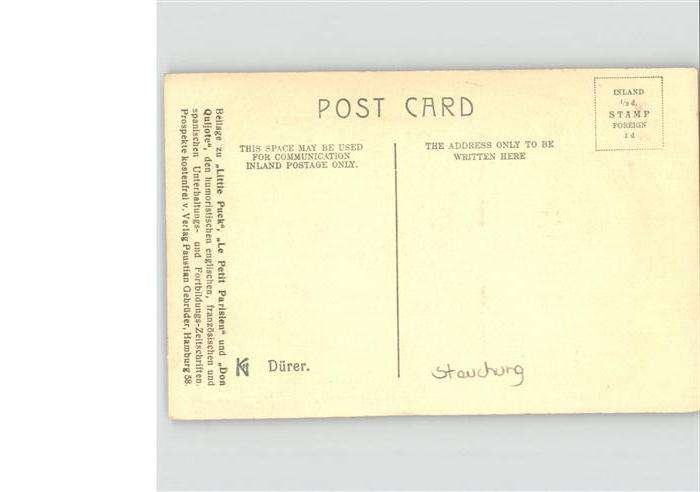 POST CARD
INLAND
½ d.
STAMP
FOREIGN
1 d
THIS SPACE MAY BE USED
FOR COMMUNICATION
INLAND POSTAGE ONLY.
THE ADDRESS ONLY TO BE
WRITTEN HERE
Beilage zu „Little Puck“, „Le Petit Parisien“ und „Don
Quijote“, den humoristischen englischen, französischen und
spanischen Unterhaltungs- und Fortbildungs-Zeitschriften.
Prospekte kostenfrei v. Verlag Paustian Gebrüder, Hamburg 58.
Dürer.
Stauchung